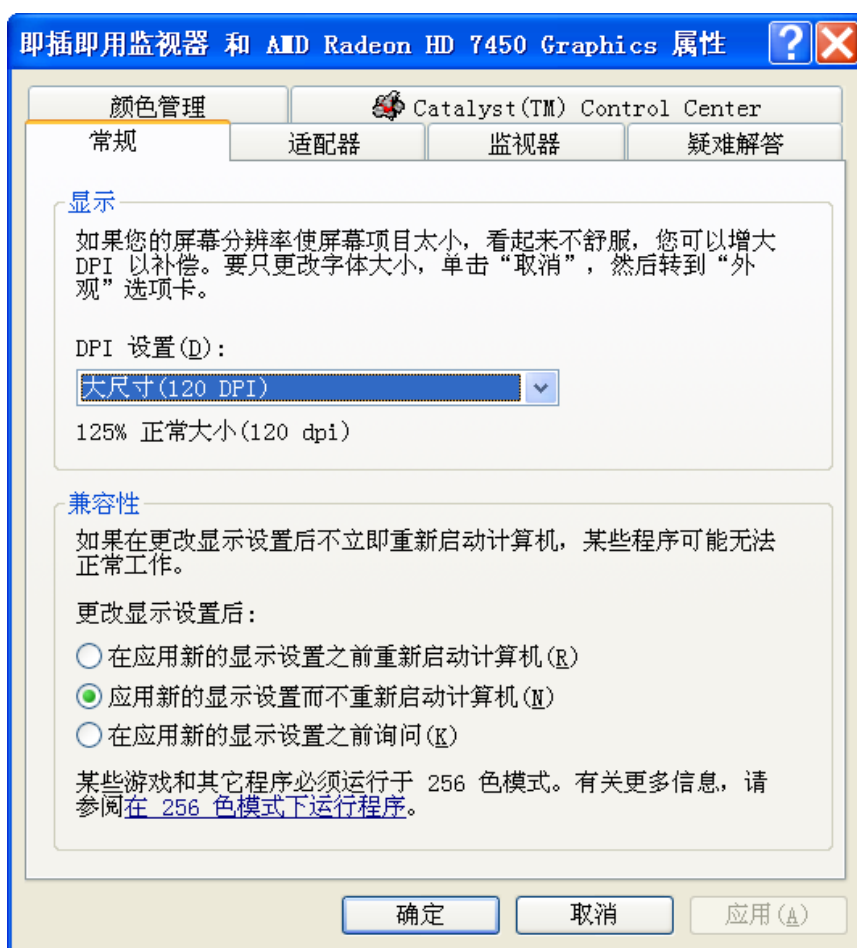 即插即用监视器 和 AMD Radeon HD 7450 Graphics 属性
颜色管理
Catalyst(TM) Control Center
常规
适配器
监视器
疑难解答
显示
如果您的屏幕分辨率使屏幕项目太小，看起来不舒服，您可以增大
DPI 以补偿。要只更改字体大小，单击“取消”，然后转到“外
观”选项卡。
DPI 设置(D):
大尺寸(120 DPI)
125% 正常大小(120 dpi)
兼容性
如果在更改显示设置后不立即重新启动计算机，某些程序可能无法
正常工作。
更改显示设置后:
在应用新的显示设置之前重新启动计算机(R)
应用新的显示设置而不重新启动计算机(N)
在应用新的显示设置之前询问(K)
某些游戏和其它程序必须运行于 256 色模式。有关更多信息，请
参阅在 256 色模式下运行程序。
确定
取消
应用(A)